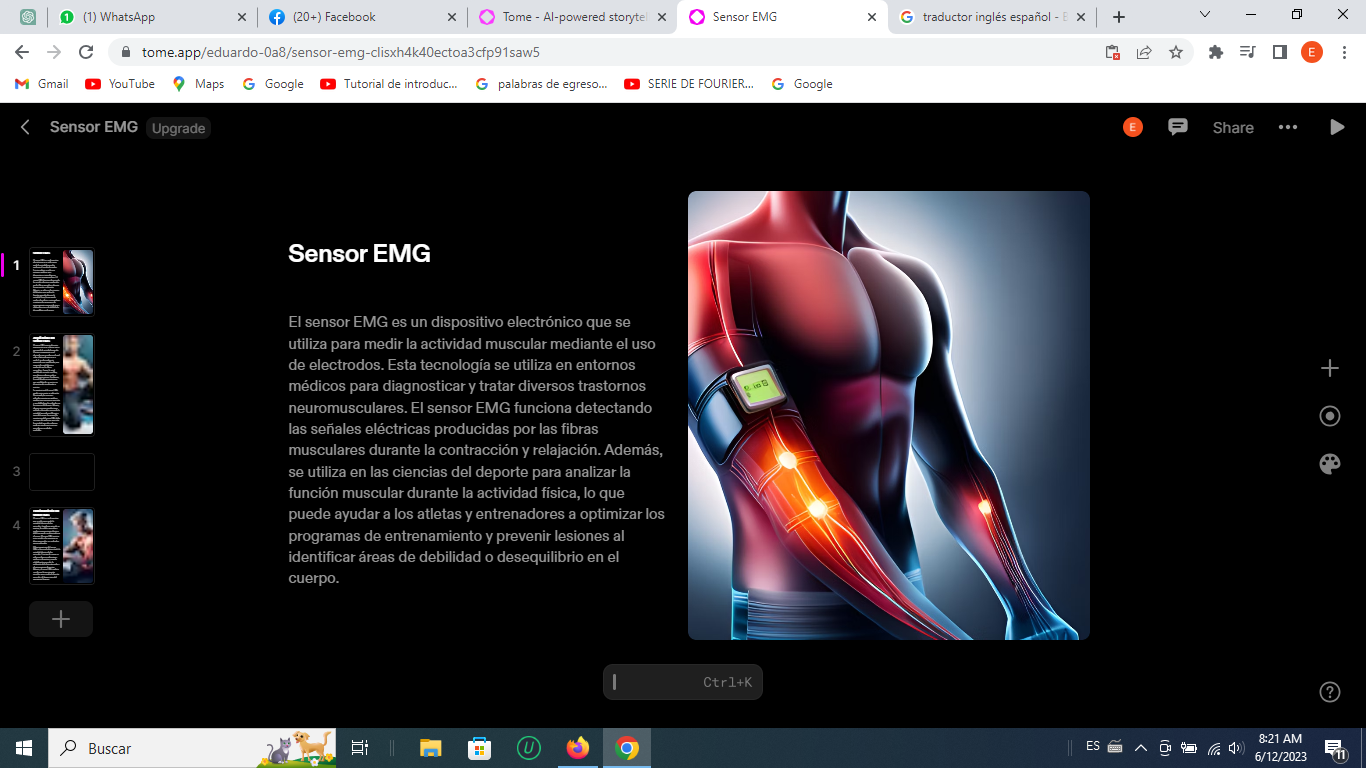 (1) WhatsApp
(20+) Facebook
Tome - AI-powered storytel
Sensor EMG
traductor inglés español - B
tome.app/eduardo-0a8/sensor-emg-clisxh4k40ectoa3cfp91saw5
E
Gmail
YouTube
Maps
Google
Tutorial de introduc...
palabras de egreso...
SERIE DE FOURIER...
Google
Sensor EMG
Upgrade
E
Share
1
2
3
4
Sensor EMG
El sensor EMG es un dispositivo electrónico que se
utiliza para medir la actividad muscular mediante el uso
de electrodos. Esta tecnología se utiliza en entornos
médicos para diagnosticar y tratar diversos trastornos
neuromusculares. El sensor EMG funciona detectando
las señales eléctricas producidas por las fibras
musculares durante la contracción y relajación. Además,
se utiliza en las ciencias del deporte para analizar la
función muscular durante la actividad física, lo que
puede ayudar a los atletas y entrenadores a optimizar los
programas de entrenamiento y prevenir lesiones al
identificar áreas de debilidad o desequilibrio en el
cuerpo.
Ctrl+K
Buscar
ES
8:21 AM
6/12/2023
11